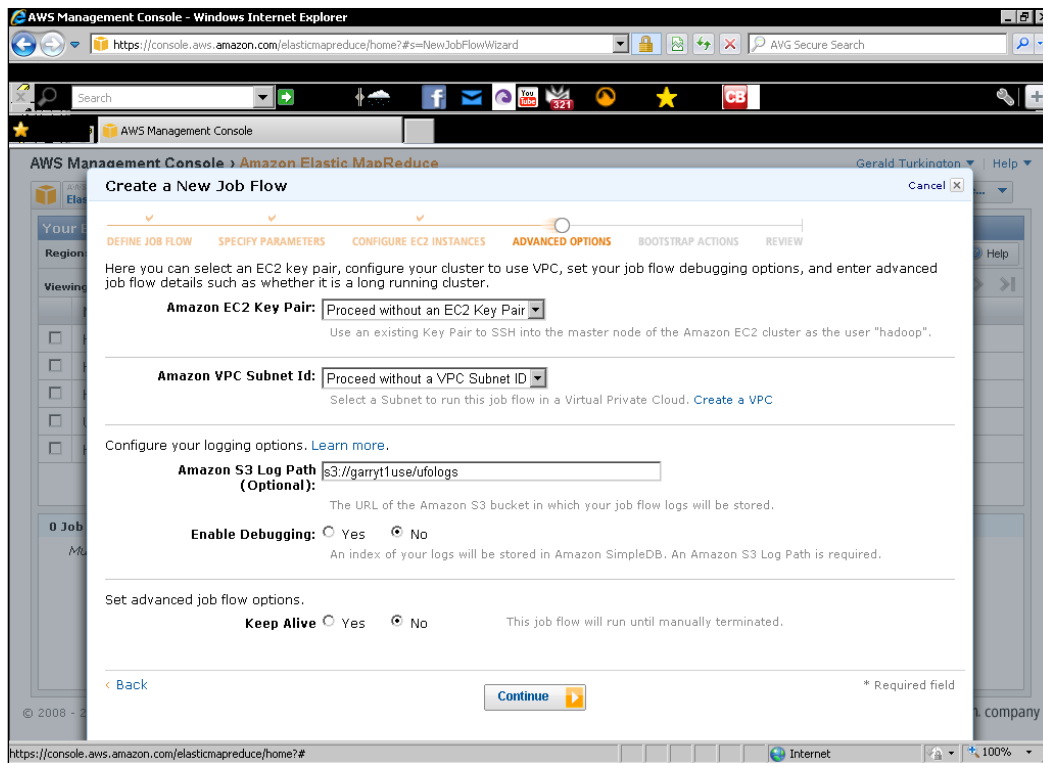 AWS Management Console - Windows Internet Explorer
https://console.aws.amazon.com/elasticmapreduce/home?#s=NewJobFlowWizard
AVG Secure Search
Search
f
You
Tube
321
CB
AWS Management Console
AWS Management Console › Amazon Elastic MapReduce
Gerald Turkington
Help
Create a New Job Flow
Cancel
Elas
Your E
DEFINE JOB FLOW
SPECIFY PARAMETERS
CONFIGURE EC2 INSTANCES
ADVANCED OPTIONS
BOOTSTRAP ACTIONS
REVIEW
Region:
Help
Here you can select an EC2 key pair, configure your cluster to use VPC, set your job flow debugging options, and enter advanced
job flow details such as whether it is a long running cluster.
Viewing
Amazon EC2 Key Pair: Proceed without an EC2 Key Pair
Use an existing Key Pair to SSH into the master node of the Amazon EC2 cluster as the user "hadoop".
Amazon VPC Subnet Id: Proceed without a VPC Subnet ID
Select a Subnet to run this job flow in a Virtual Private Cloud. Create a VPC
Configure your logging options. Learn more.
Amazon S3 Log Path s3://garryt1use/ufologs
(Optional):
The URL of the Amazon S3 bucket in which your job flow logs will be stored.
0 Job
Enable Debugging: Yes No
An index of your logs will be stored in Amazon SimpleDB. An Amazon S3 Log Path is required.
Mu
Set advanced job flow options.
Keep Alive Yes No This job flow will run until manually terminated.
‹ Back
Continue
* Required field
© 2008 - 2
n. company
https://console.aws.amazon.com/elasticmapreduce/home?#
Internet
100%